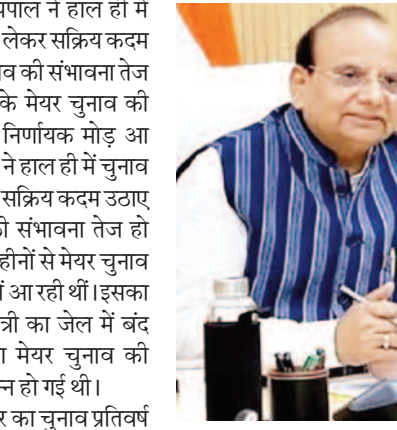 ने हाल ही में
लेकर सक्रिय कदम
की संभावना तेज
के मेयर चुनाव की
निर्णायक मोड़ आ
ने हाल ही में चुनाव
सक्रिय कदम उठाए
संभावना तेज हो
से मेयर चुनाव
आ रही थीं।इसका
का जेल में बंद
मेयर चुनाव की
हो गई थी।
का चुनाव प्रतिवर्ष